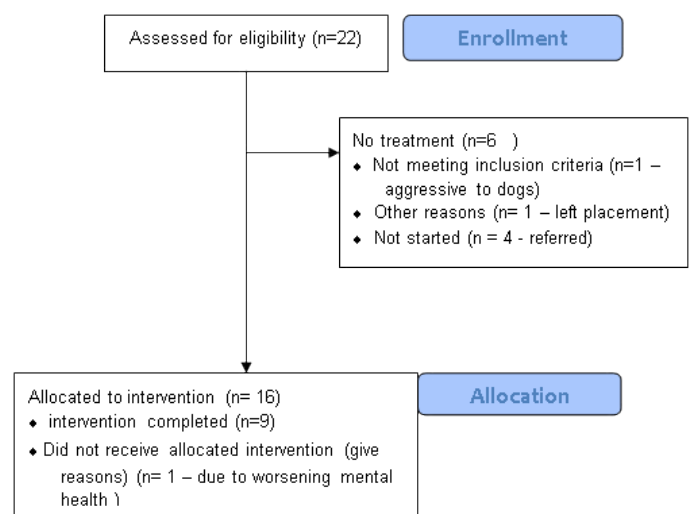 Assessed for eligibility (n=22)
Enrollment
No treatment (n=6 )
⬥ Not meeting inclusion criteria (n=1 –
aggressive to dogs)
⬥ Other reasons (n= 1 – left placement)
⬥ Not started (n = 4 - referred)
Allocated to intervention (n= 16)
⬥ intervention completed (n=9)
⬥ Did not receive allocated intervention (give
reasons) (n= 1 – due to worsening mental
health )
Allocation